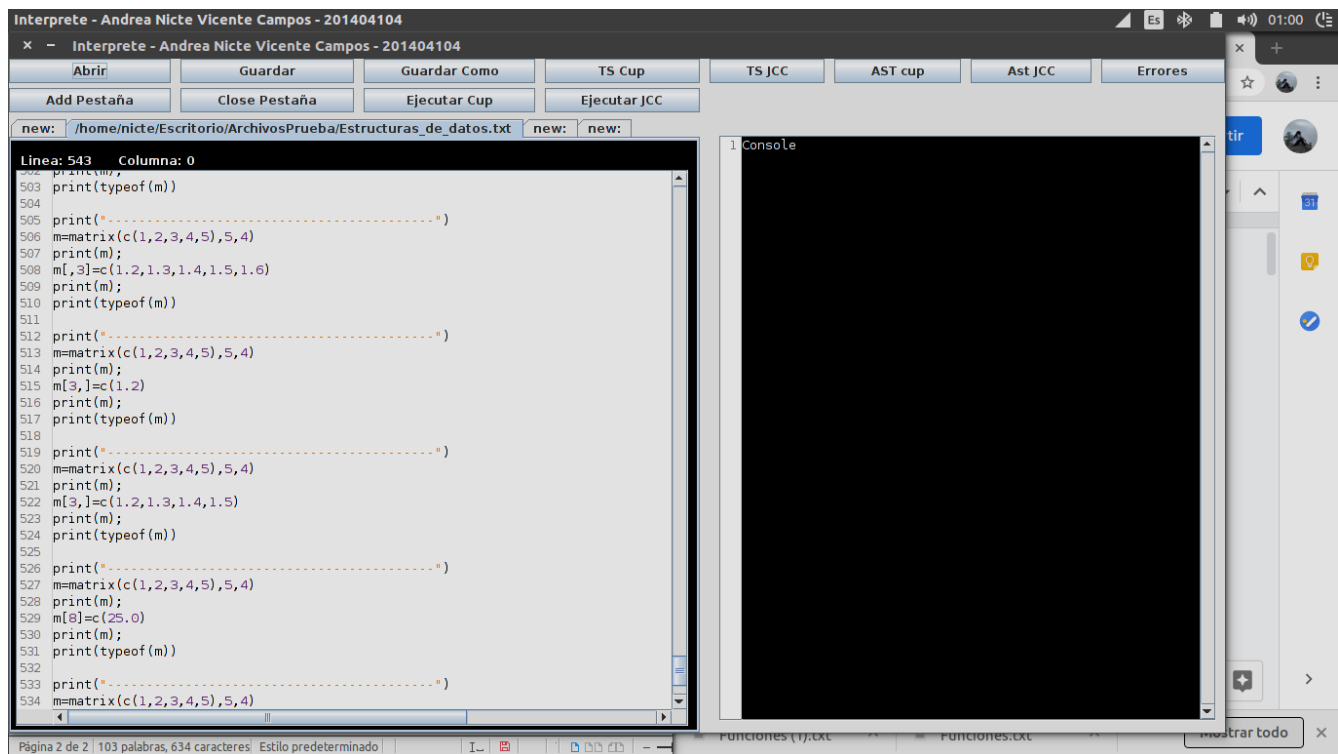 Interprete - Andrea Nicte Vicente Campos - 201404104
Es
01:00
× – Interprete - Andrea Nicte Vicente Campos - 201404104
Abrir Guardar Guardar Como TS Cup TS JCC AST cup Ast JCC Errores
Add Pestaña Close Pestaña Ejecutar Cup Ejecutar JCC
new: /home/nicte/Escritorio/ArchivosPrueba/Estructuras_de_datos.txt new: new:
tir
31
Linea: 543 Columna: 0
502 print(m);
503 print(typeof(m))
504
505 print("------------------------------------------")
506 m=matrix(c(1,2,3,4,5),5,4)
507 print(m);
508 m[,3]=c(1.2,1.3,1.4,1.5,1.6)
509 print(m);
510 print(typeof(m))
511
512 print("------------------------------------------")
513 m=matrix(c(1,2,3,4,5),5,4)
514 print(m);
515 m[3,]=c(1.2)
516 print(m);
517 print(typeof(m))
518
519 print("------------------------------------------")
520 m=matrix(c(1,2,3,4,5),5,4)
521 print(m);
522 m[3,]=c(1.2,1.3,1.4,1.5)
523 print(m);
524 print(typeof(m))
525
526 print("------------------------------------------")
527 m=matrix(c(1,2,3,4,5),5,4)
528 print(m);
529 m[8]=c(25.0)
530 print(m);
531 print(typeof(m))
532
533 print("------------------------------------------")
534 m=matrix(c(1,2,3,4,5),5,4)
1 Console
Página 2 de 2 103 palabras, 634 caracteres Estilo predeterminado
Funciones (1).txt Funciones.txt Mostrar todo